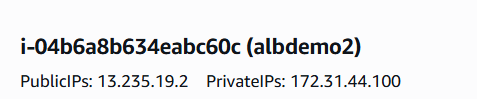 i-04b6a8b634eabc60c (albdemo2)
PublicIPs: 13.235.19.2 PrivateIPs: 172.31.44.100